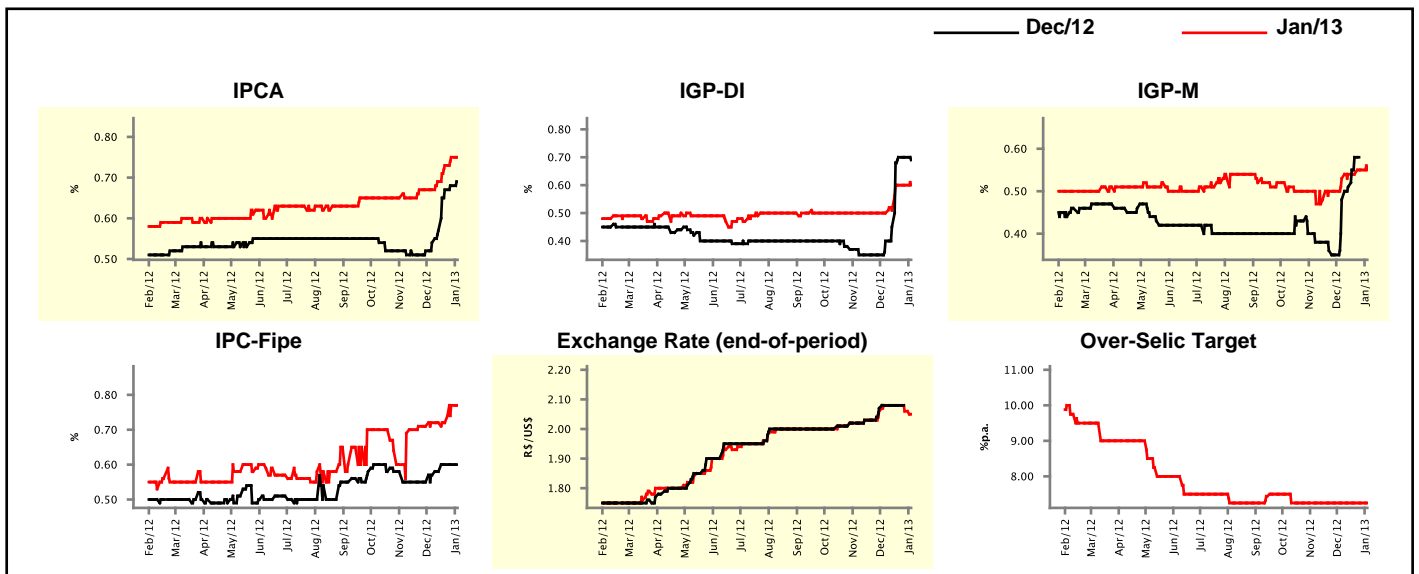 Dec/12
Jan/13
IPCA
%
0.80
0.70
0.60
0.50
Feb/12
Mar/12
Apr/12
May/12
Jun/12
Jul/12
Aug/12
Sep/12
Oct/12
Nov/12
Dec/12
Jan/13
IGP-DI
%
0.80
0.70
0.60
0.50
0.40
Feb/12
Mar/12
Apr/12
May/12
Jun/12
Jul/12
Aug/12
Sep/12
Oct/12
Nov/12
Dec/12
Jan/13
IGP-M
%
0.60
0.50
0.40
Feb/12
Mar/12
Apr/12
May/12
Jun/12
Jul/12
Aug/12
Sep/12
Oct/12
Nov/12
Dec/12
Jan/13
IPC-Fipe
%
0.80
0.70
0.60
0.50
Feb/12
Mar/12
Apr/12
May/12
Jun/12
Jul/12
Aug/12
Sep/12
Oct/12
Nov/12
Dec/12
Jan/13
Exchange Rate (end-of-period)
R$/US$
2.20
2.10
2.00
1.90
1.80
Feb/12
Mar/12
Apr/12
May/12
Jun/12
Jul/12
Aug/12
Sep/12
Oct/12
Nov/12
Dec/12
Jan/13
Over-Selic Target
%p.a.
11.00
10.00
9.00
8.00
Feb/12
Mar/12
Apr/12
May/12
Jun/12
Jul/12
Aug/12
Sep/12
Oct/12
Nov/12
Dec/12
Jan/13